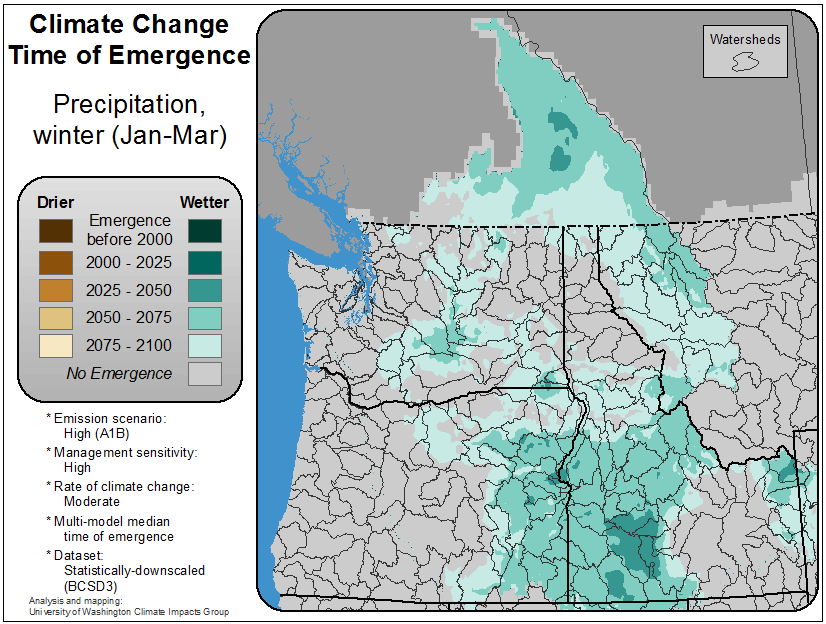 Climate Change
Time of Emergence
Precipitation,
winter (Jan-Mar)
Drier Wetter
Emergence
before 2000
2000 - 2025
2025 - 2050
2050 - 2075
2075 - 2100
No Emergence
* Emission scenario:
High (A1B)
* Management sensitivity:
High
* Rate of climate change:
Moderate
* Multi-model median
time of emergence
* Dataset:
Statistically-downscaled
(BCSD3)
Analysis and mapping:
University of Washington Climate Impacts Group
Watersheds